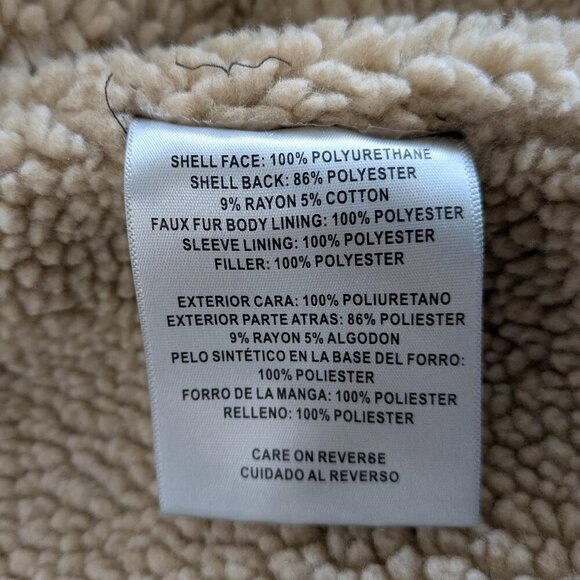 SHELL FACE: 100% POLYURETHANE
SHELL BACK: 86% POLYESTER
9% RAYON 5% COTTON
FAUX FUR BODY LINING: 100% POLYESTER
SLEEVE LINING: 100% POLYESTER
FILLER: 100% POLYESTER
EXTERIOR CARA: 100% POLIURETANO
EXTERIOR PARTE ATRAS: 86% POLIESTER
9% RAYON 5% ALGODON
PELO SINTÉTICO EN LA BASE DEL FORRO:
100% POLIESTER
FORRO DE LA MANGA: 100% POLIESTER
RELLENO: 100% POLIESTER
CARE ON REVERSE
CUIDADO AL REVERSO